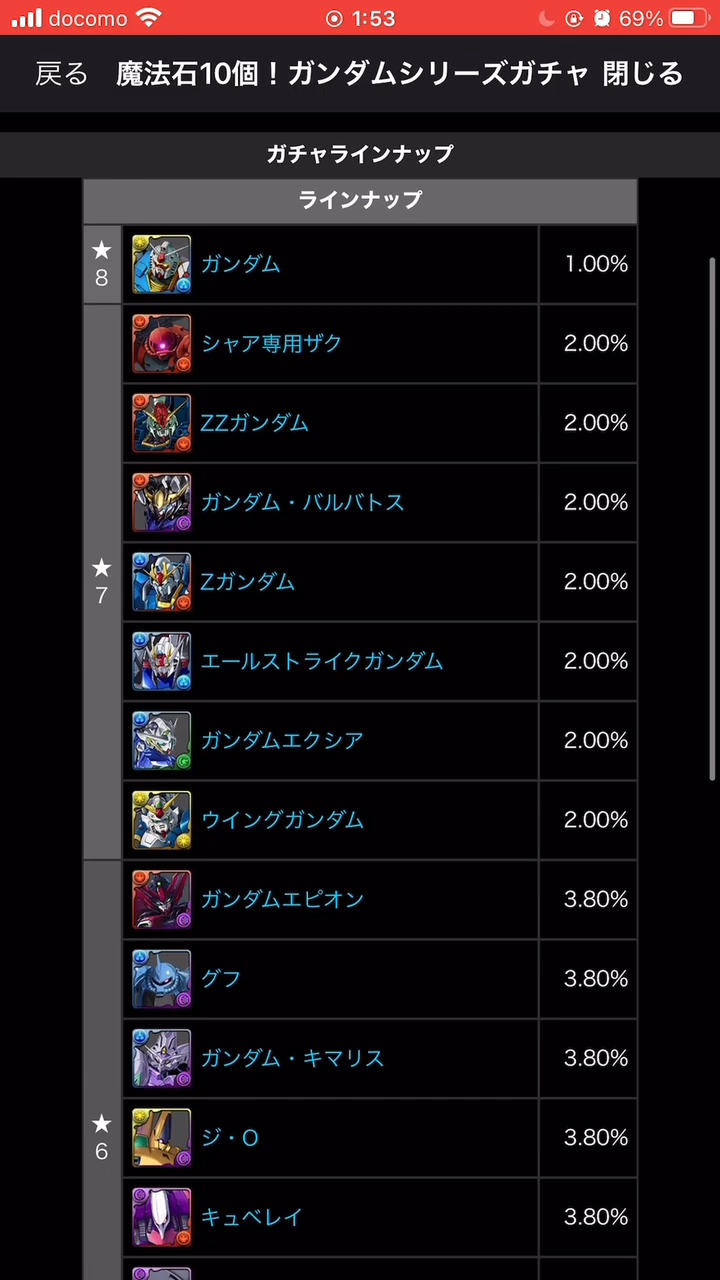 docomo 1:53 69%
戻る 魔法石10個！ガンダムシリーズガチャ 閉じる
ガチャラインナップ
ラインナップ
★8
ガンダム 1.00%
★7
シャア専用ザク 2.00%
ZZガンダム 2.00%
ガンダム・バルバトス 2.00%
Zガンダム 2.00%
エールストライクガンダム 2.00%
ガンダムエクシア 2.00%
ウイングガンダム 2.00%
★6
ガンダムエピオン 3.80%
グフ 3.80%
ガンダム・キマリス 3.80%
ジ・O 3.80%
キュベレイ 3.80%